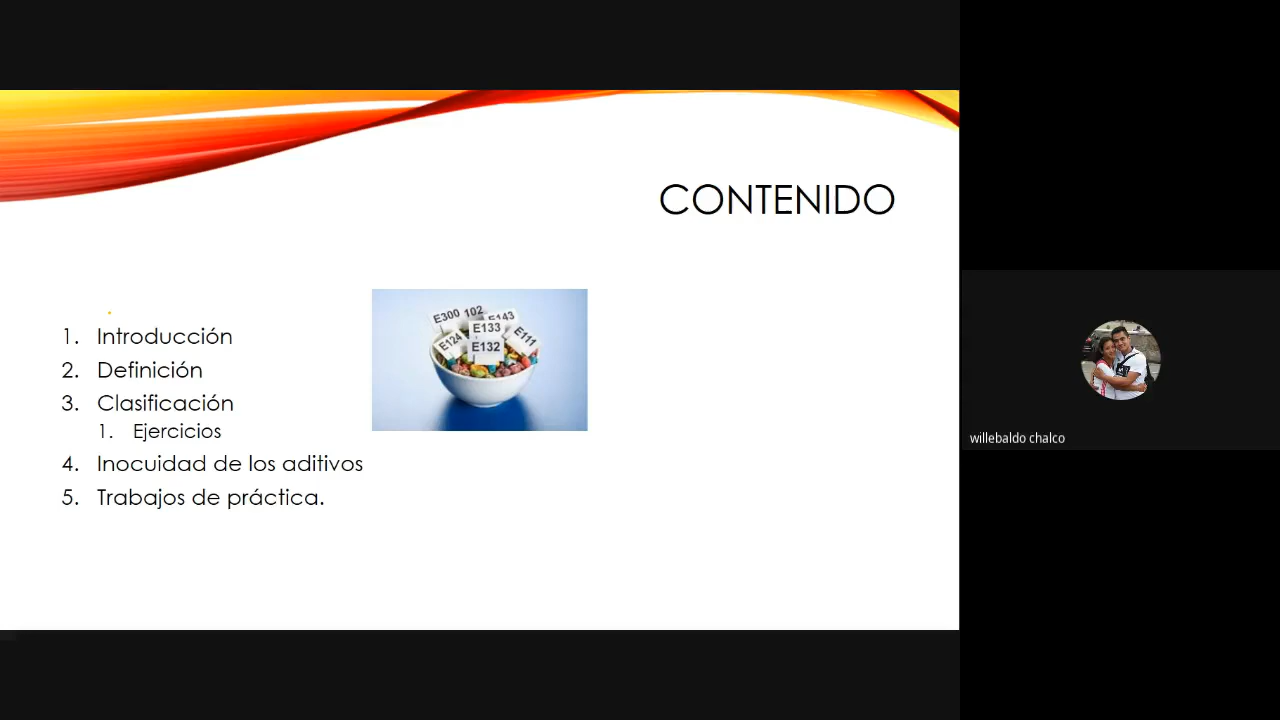 CONTENIDO
1. Introducción
2. Definición
3. Clasificación
1. Ejercicios
4. Inocuidad de los aditivos
5. Trabajos de práctica.
E300 102 E143
E133
E124 E111
E132
willebaldo chalco